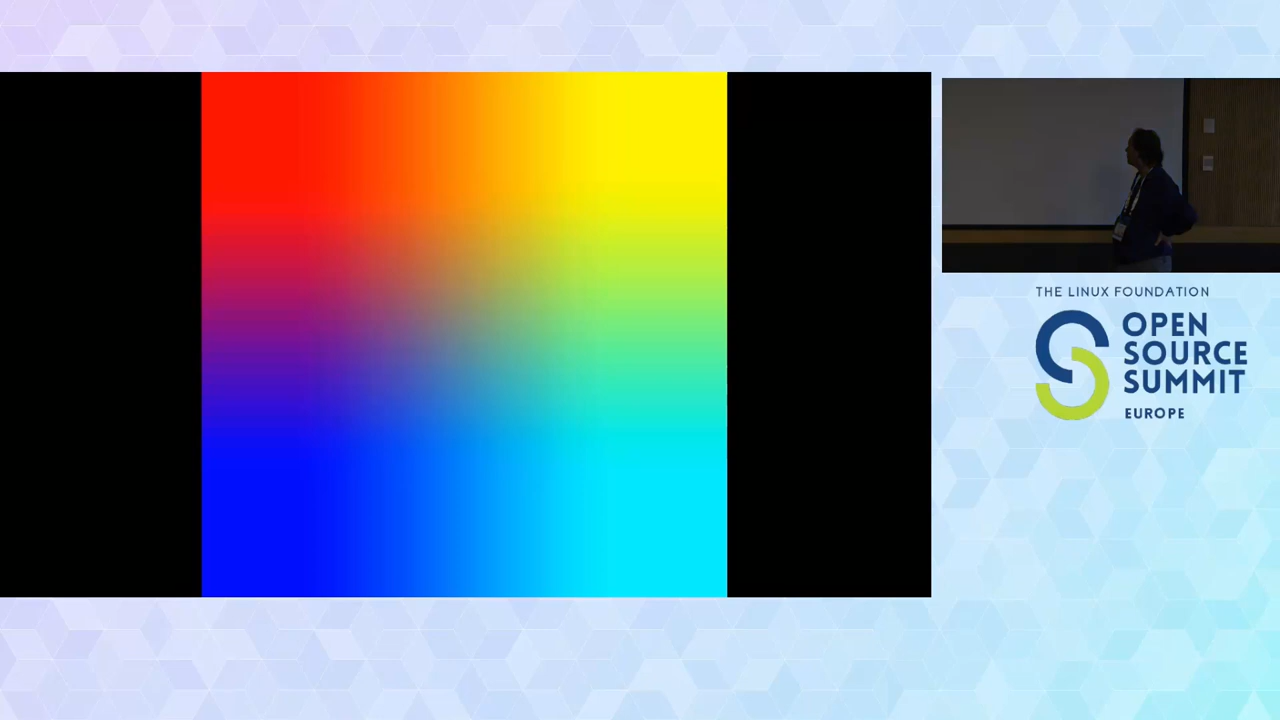 THE LINUX FOUNDATION
OPEN
SOURCE
SUMMIT
EUROPE